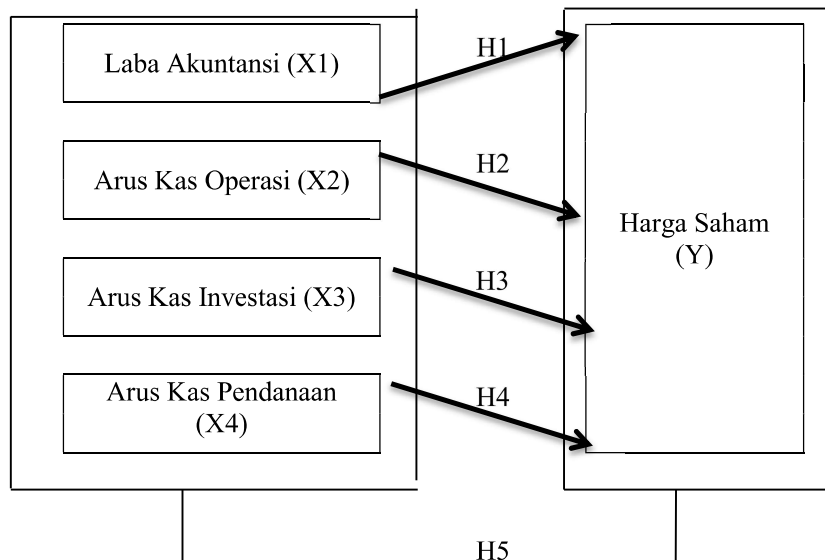 Laba Akuntansi (X1)
H1
Arus Kas Operasi (X2)
H2
Harga Saham
(Y)
Arus Kas Investasi (X3)
H3
Arus Kas Pendanaan
(X4)
H4
H5